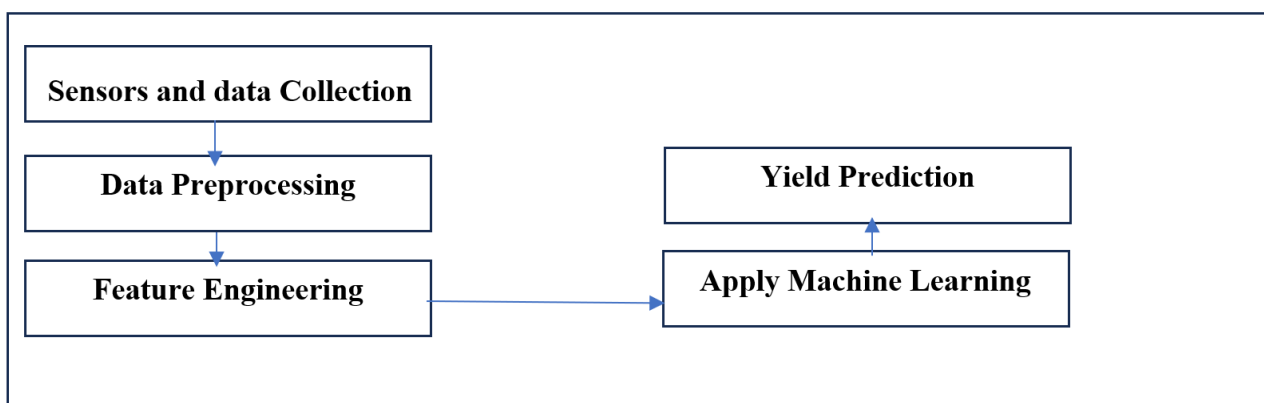 Sensors and data Collection
Data Preprocessing
Feature Engineering
Apply Machine Learning
Yield Prediction